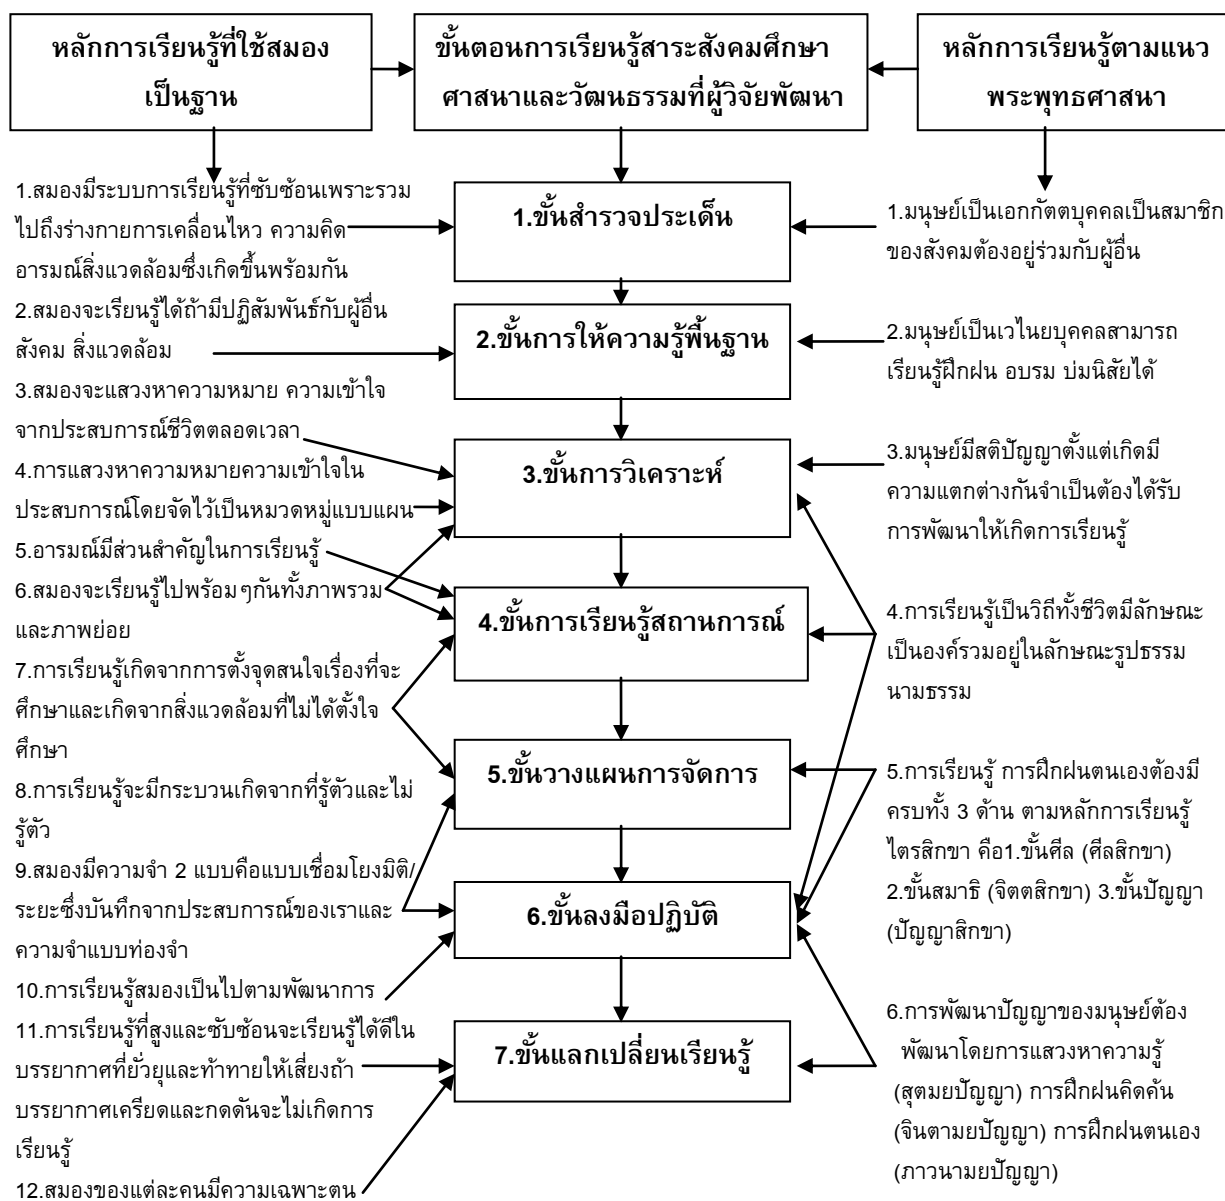 หลักการเรียนรู้ที่ใช้สมอง
เป็นฐาน
ขั้นตอนการเรียนรู้สาระสังคมศึกษา
ศาสนาและวัฒนธรรมที่ผู้วิจัยพัฒนา
หลักการเรียนรู้ตามแนว
พระพุทธศาสนา
1.สมองมีระบบการเรียนรู้ที่ซับซ้อนเพราะรวม
ไปถึงร่างกายการเคลื่อนไหว ความคิด
อารมณ์สิ่งแวดล้อมซึ่งเกิดขึ้นพร้อมกัน
2.สมองจะเรียนรู้ได้ถ้ามีปฏิสัมพันธ์กับผู้อื่น
สังคม สิ่งแวดล้อม
3.สมองจะแสวงหาความหมาย ความเข้าใจ
จากประสบการณ์ชีวิตตลอดเวลา
4.การแสวงหาความหมายความเข้าใจใน
ประสบการณ์โดยจัดไว้เป็นหมวดหมู่แบบแผน
5.อารมณ์มีส่วนสำคัญในการเรียนรู้
6.สมองจะเรียนรู้ไปพร้อมๆกันทั้งภาพรวม
และภาพย่อย
7.การเรียนรู้เกิดจากการตั้งจุดสนใจเรื่องที่จะ
ศึกษาและเกิดจากสิ่งแวดล้อมที่ไม่ได้ตั้งใจ
ศึกษา
8.การเรียนรู้จะมีกระบวนเกิดจากที่รู้ตัวและไม่
รู้ตัว
9.สมองมีความจำ 2 แบบคือแบบเชื่อมโยงมิติ/
ระยะซึ่งบันทึกจากประสบการณ์ของเราและ
ความจำแบบท่องจำ
10.การเรียนรู้สมองเป็นไปตามพัฒนาการ
11.การเรียนรู้ที่สูงและซับซ้อนจะเรียนรู้ได้ดีใน
บรรยากาศที่ยั่วยุและท้าทายให้เสี่ยงถ้า
บรรยากาศเครียดและกดดันจะไม่เกิดการ
เรียนรู้
12.สมองของแต่ละคนมีความเฉพาะตน
1.ขั้นสำรวจประเด็น
2.ขั้นการให้ความรู้พื้นฐาน
3.ขั้นการวิเคราะห์
4.ขั้นการเรียนรู้สถานการณ์
5.ขั้นวางแผนการจัดการ
6.ขั้นลงมือปฏิบัติ
7.ขั้นแลกเปลี่ยนเรียนรู้
1.มนุษย์เป็นเอกกัตตบุคคลเป็นสมาชิก
ของสังคมต้องอยู่ร่วมกับผู้อื่น
2.มนุษย์เป็นเวไนยบุคคลสามารถ
เรียนรู้ฝึกฝน อบรม บ่มนิสัยได้
3.มนุษย์มีสติปัญญาตั้งแต่เกิดมี
ความแตกต่างกันจำเป็นต้องได้รับ
การพัฒนาให้เกิดการเรียนรู้
4.การเรียนรู้เป็นวิถีทั้งชีวิตมีลักษณะ
เป็นองค์รวมอยู่ในลักษณะรูปธรรม
นามธรรม
5.การเรียนรู้ การฝึกฝนตนเองต้องมี
ครบทั้ง 3 ด้าน ตามหลักการเรียนรู้
ไตรสิกขา คือ1.ขั้นศีล (ศีลสิกขา)
2.ขั้นสมาธิ (จิตตสิกขา) 3.ขั้นปัญญา
(ปัญญาสิกขา)
6.การพัฒนาปัญญาของมนุษย์ต้อง
พัฒนาโดยการแสวงหาความรู้
(สุตมยปัญญา) การฝึกฝนคิดค้น
(จินตามยปัญญา) การฝึกฝนตนเอง
(ภาวนามยปัญญา)